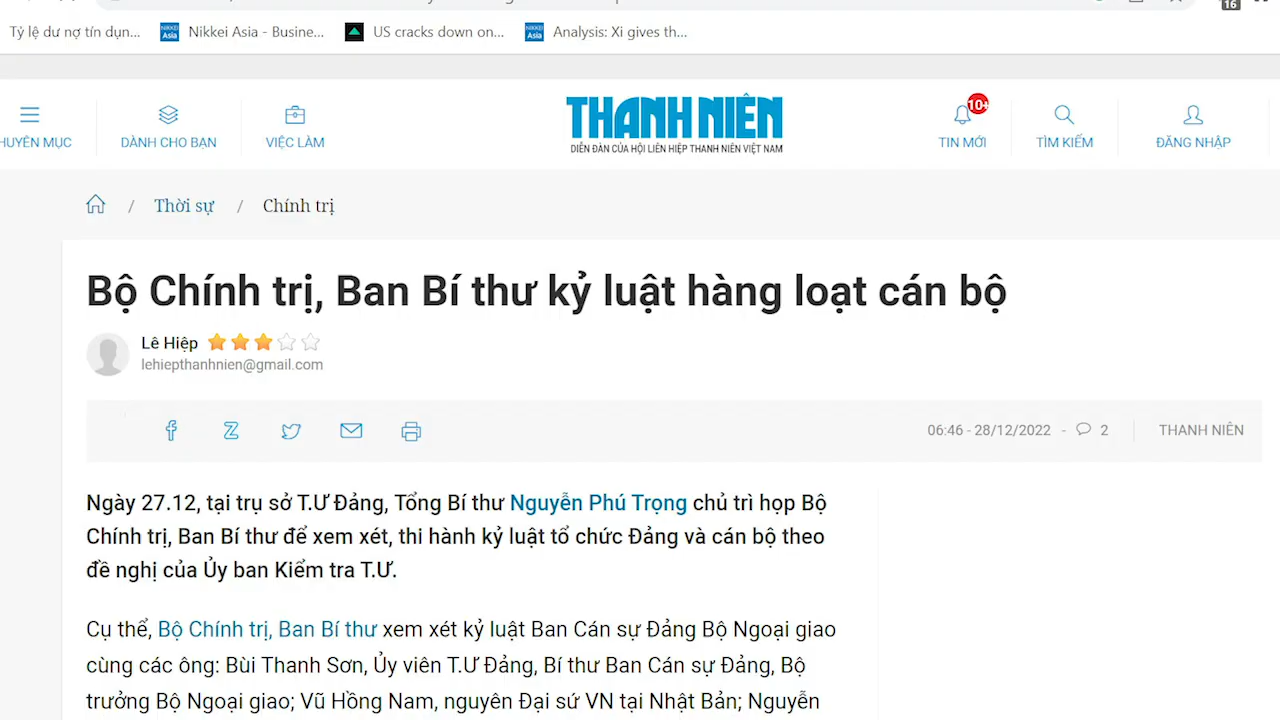 16
Tỷ lệ dư nợ tín dụn...
Nikkei Asia - Busine...
US cracks down on...
Analysis: Xi gives th...
HUYÊN MỤC
DÀNH CHO BẠN
VIỆC LÀM
THANH NIÊN
DIỄN ĐÀN CỦA HỘI LIÊN HIỆP THANH NIÊN VIỆT NAM
10+
TIN MỚI
TÌM KIẾM
ĐĂNG NHẬP
/ Thời sự / Chính trị
Bộ Chính trị, Ban Bí thư kỷ luật hàng loạt cán bộ
Lê Hiệp
lehiepthanhnien@gmail.com
06:46 - 28/12/2022 - 2 THANH NIÊN
Ngày 27.12, tại trụ sở T.Ư Đảng, Tổng Bí thư Nguyễn Phú Trọng chủ trì họp Bộ
Chính trị, Ban Bí thư để xem xét, thi hành kỷ luật tổ chức Đảng và cán bộ theo
đề nghị của Ủy ban Kiểm tra T.Ư.
Cụ thể, Bộ Chính trị, Ban Bí thư xem xét kỷ luật Ban Cán sự Đảng Bộ Ngoại giao
cùng các ông: Bùi Thanh Sơn, Ủy viên T.Ư Đảng, Bí thư Ban Cán sự Đảng, Bộ
trưởng Bộ Ngoại giao; Vũ Hồng Nam, nguyên Đại sứ VN tại Nhật Bản; Nguyễn